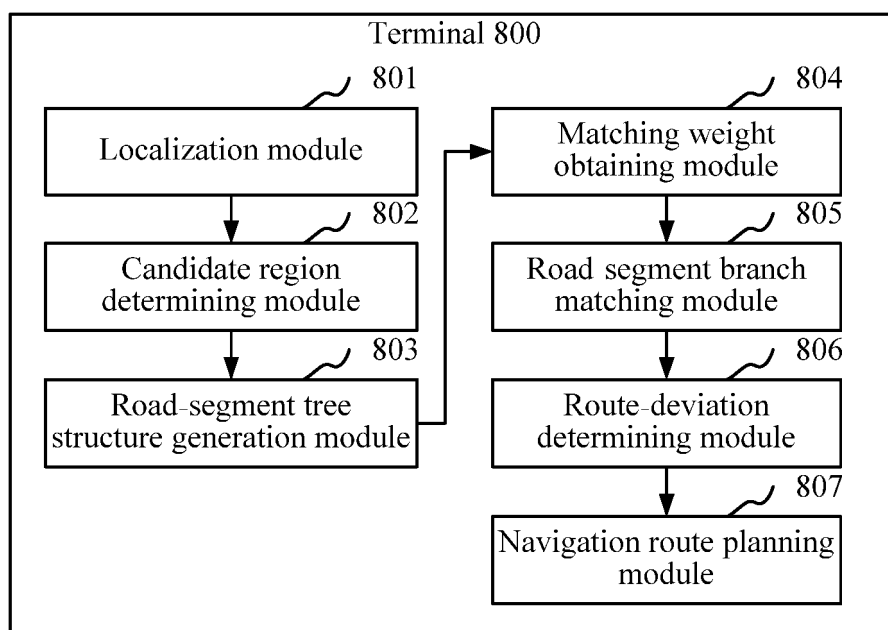 Terminal 800
801
Localization module
802
Candidate region
determining module
803
Road-segment tree
structure generation module
804
Matching weight
obtaining module
805
Road segment branch
matching module
806
Route-deviation
determining module
807
Navigation route planning
module